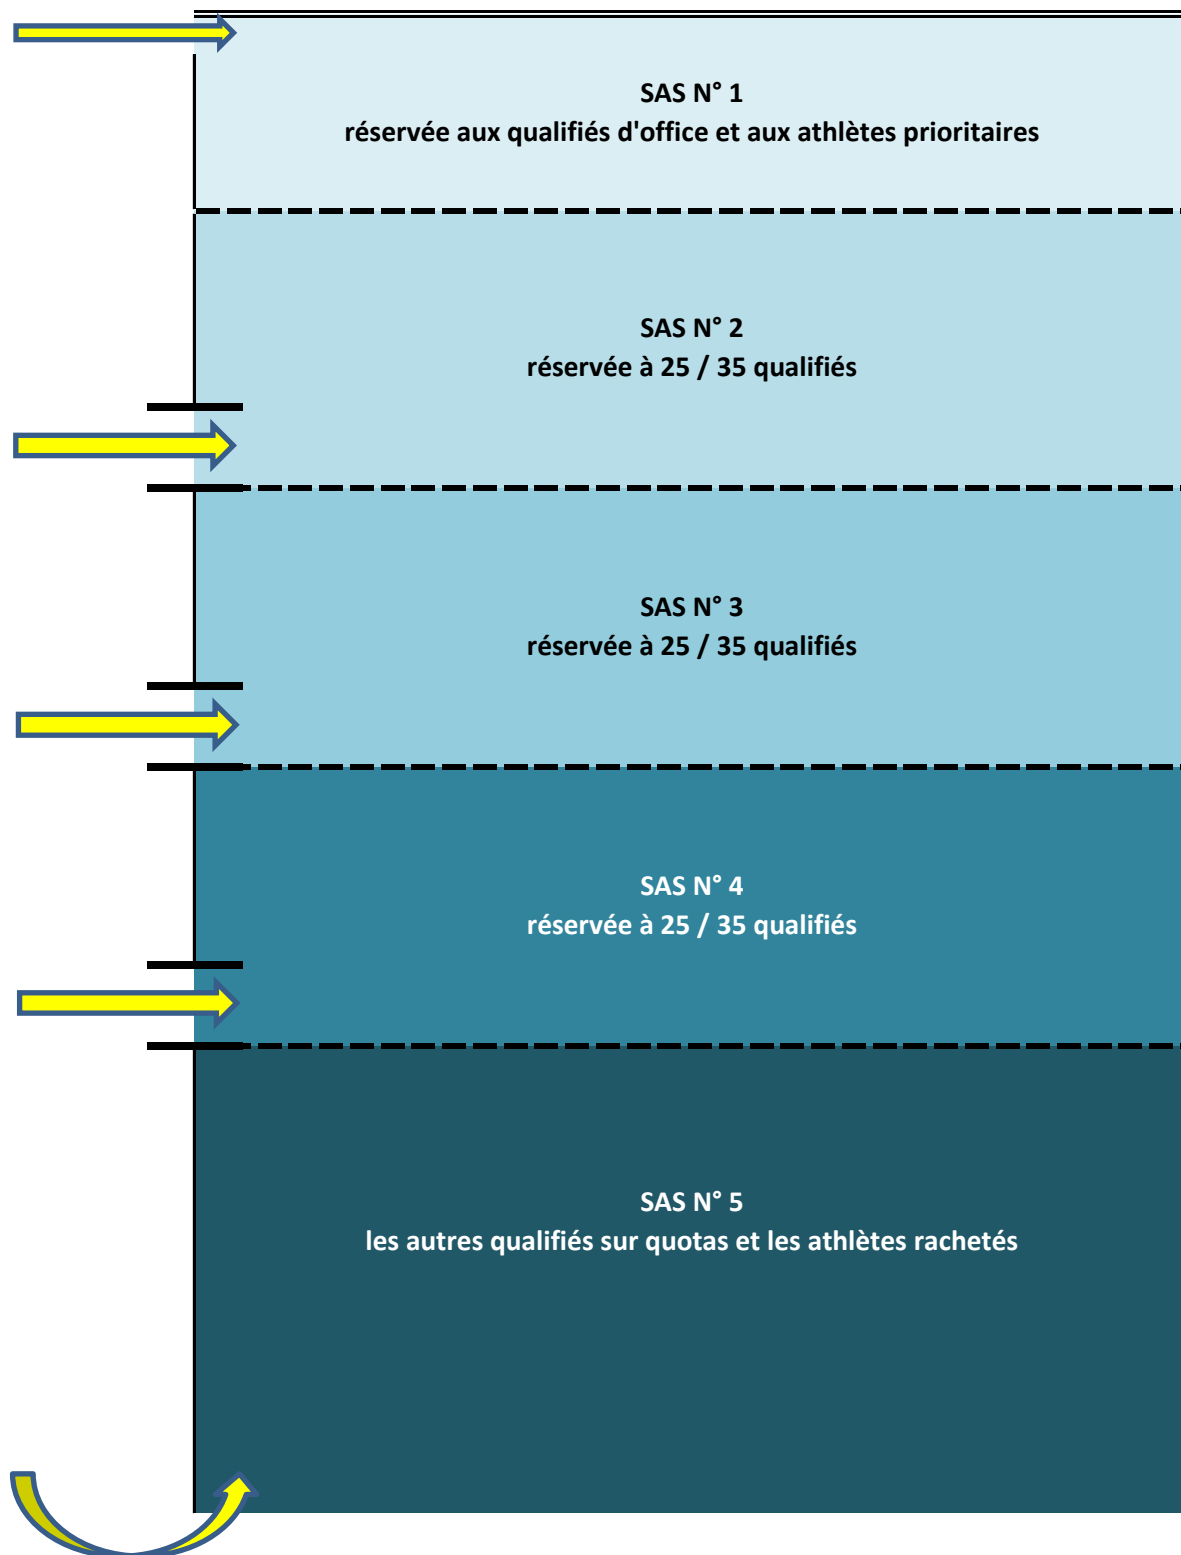 SAS N° 1
réservée aux qualifiés d'office et aux athlètes prioritaires
SAS N° 2
réservée à 25 / 35 qualifiés
SAS N° 3
réservée à 25 / 35 qualifiés
SAS N° 4
réservée à 25 / 35 qualifiés
SAS N° 5
les autres qualifiés sur quotas et les athlètes rachetés